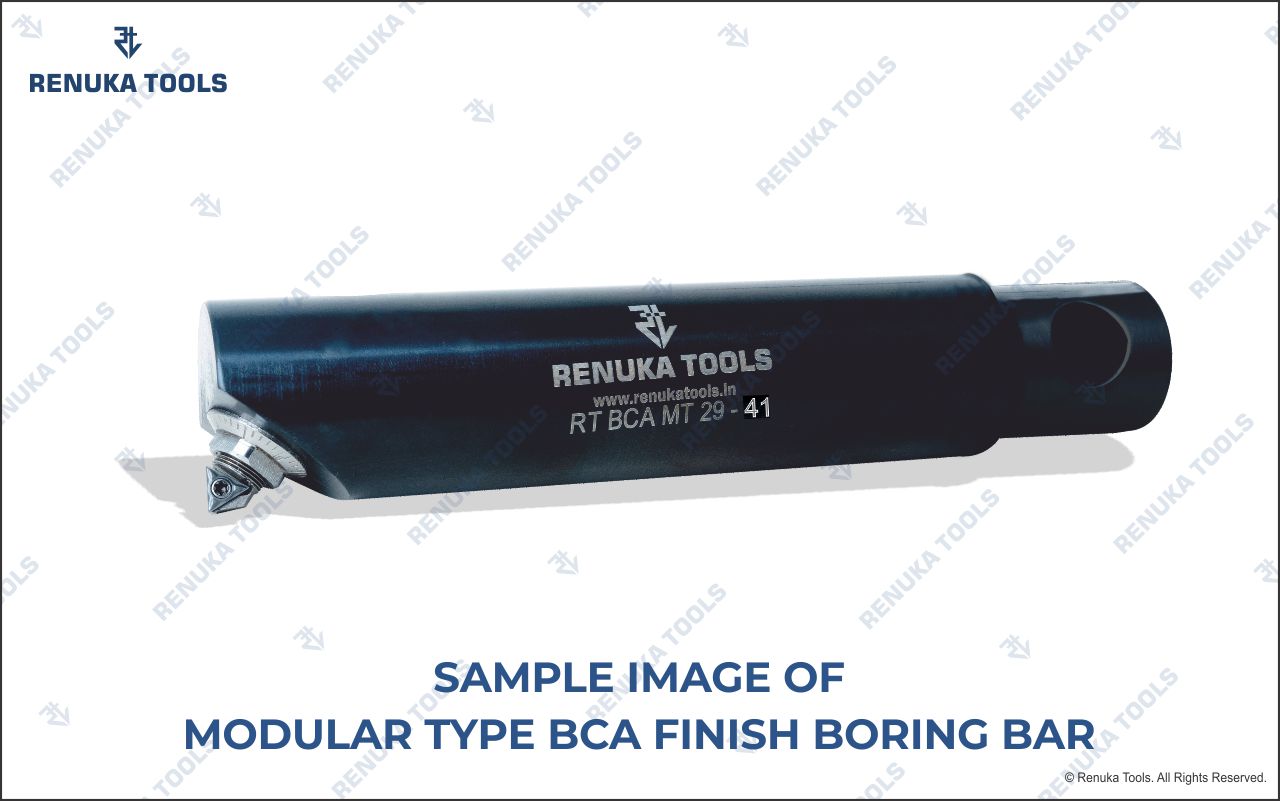 RENUKA TOOLS
RENUKA TOOLS
www.renukatools.in
RT BCA MT 29 - 41
SAMPLE IMAGE OF
MODULAR TYPE BCA FINISH BORING BAR
© Renuka Tools. All Rights Reserved.